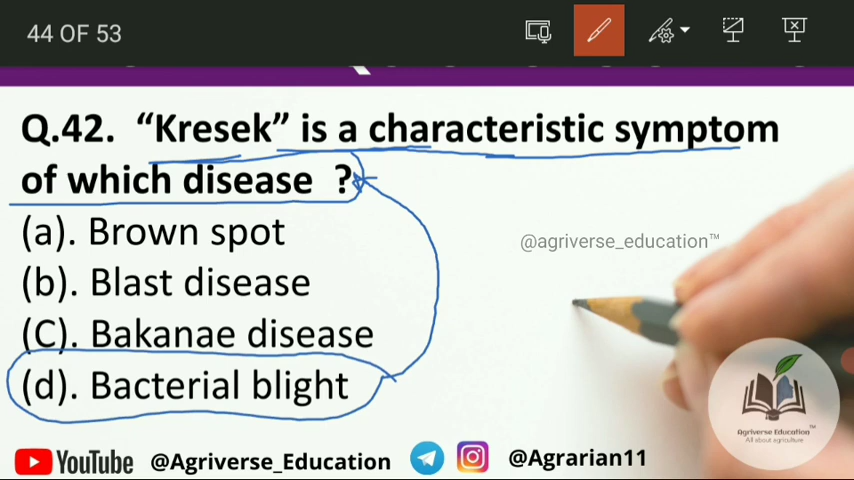 44 OF 53
Q.42. “Kresek” is a characteristic symptom
of which disease ?
(a). Brown spot
@agriverse_education™
(b). Blast disease
(C). Bakanae disease
(d). Bacterial blight
Agriverse Education™
All about agriculture
YouTube @Agriverse_Education @Agrarian11